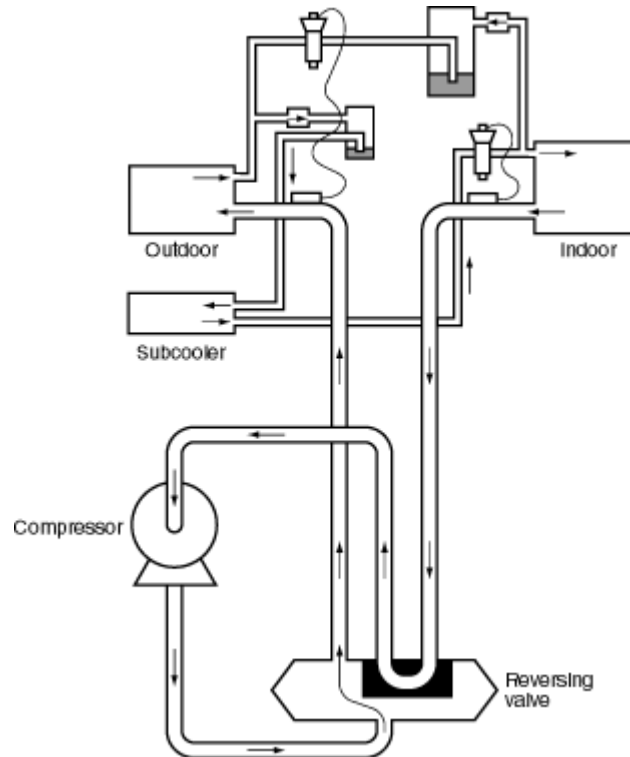 Outdoor
Indoor
Subcooler
Compressor
Reversing
valve